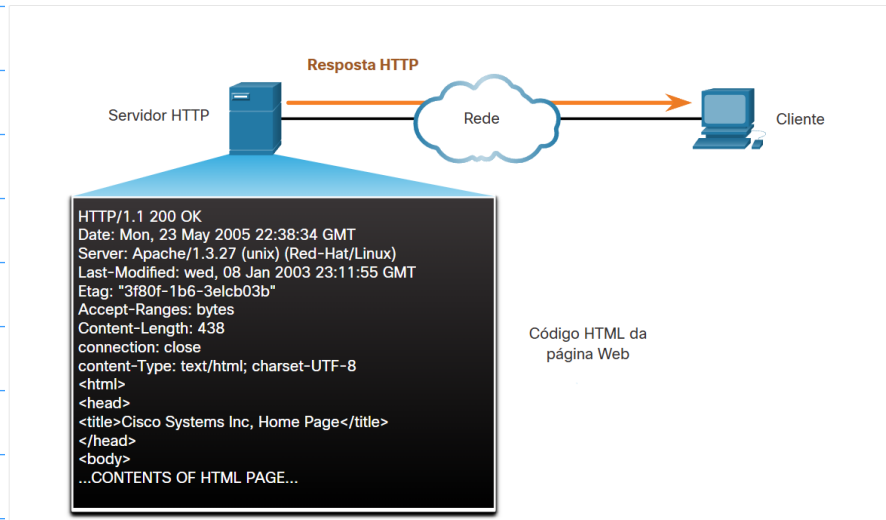 Resposta HTTP
Servidor HTTP
Rede
Cliente
HTTP/1.1 200 OK
Date: Mon, 23 May 2005 22:38:34 GMT
Server: Apache/1.3.27 (unix) (Red-Hat/Linux)
Last-Modified: wed, 08 Jan 2003 23:11:55 GMT
Etag: "3f80f-1b6-3elcb03b"
Accept-Ranges: bytes
Content-Length: 438
connection: close
content-Type: text/html; charset-UTF-8
<html>
<head>
<title>Cisco Systems Inc, Home Page</title>
</head>
<body>
...CONTENTS OF HTML PAGE...
Código HTML da
página Web